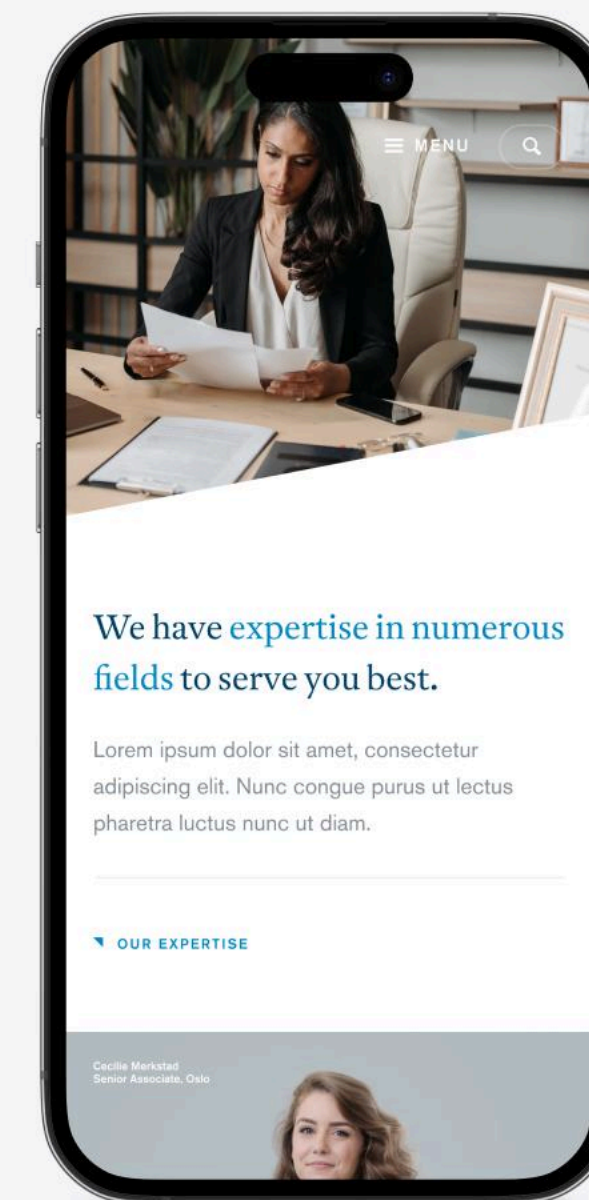 MENU
We have expertise in numerous
fields to serve you best.
Lorem ipsum dolor sit amet, consectetur
adipiscing elit. Nunc congue purus ut lectus
pharetra luctus nunc ut diam.
OUR EXPERTISE
Cecilie Merkstad
Senior Associate, Oslo